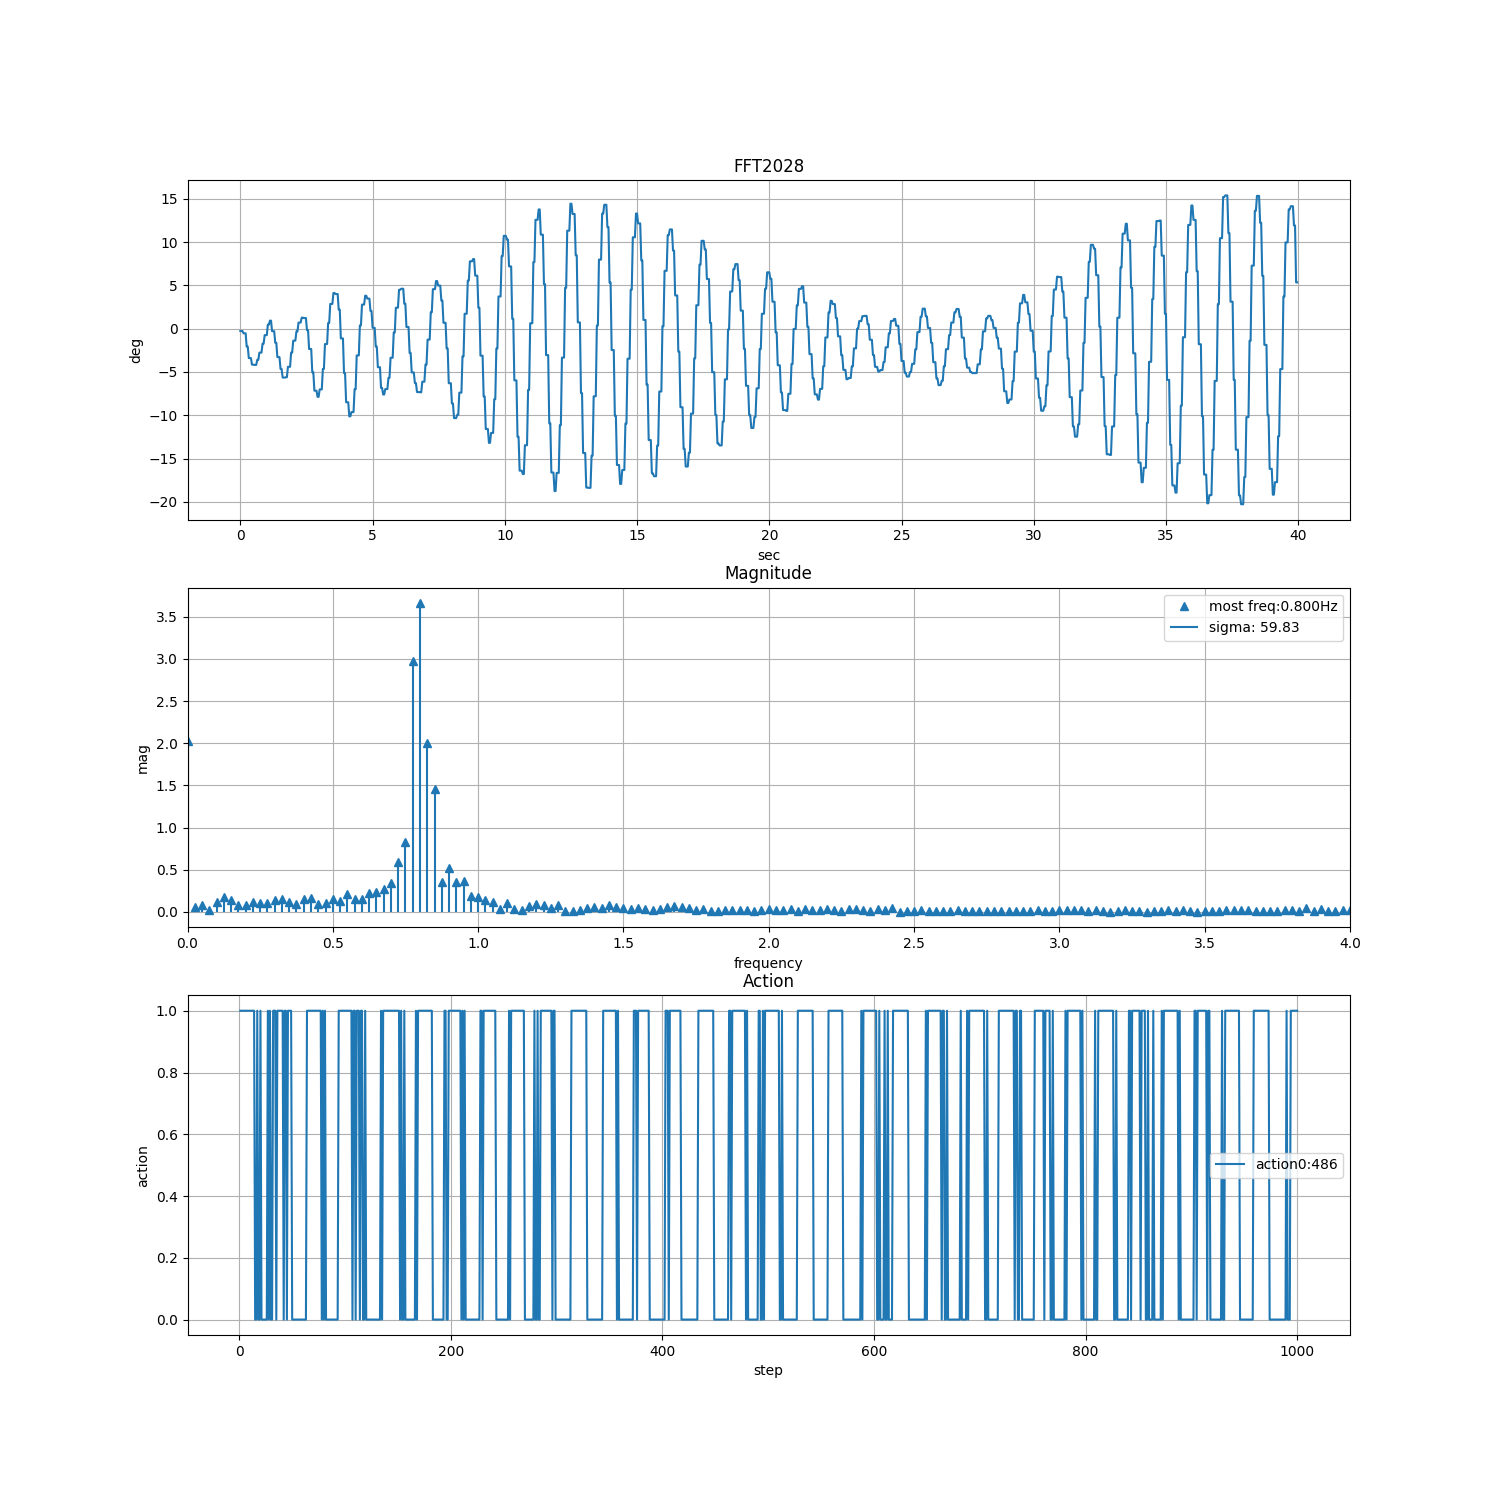 FFT2028
15
10
5
0
−5
−10
−15
−20
deg
0 5 10 15 20 25 30 35 40
sec
Magnitude
most freq:0.800Hz
sigma: 59.83
3.5
3.0
2.5
2.0
1.5
1.0
0.5
0.0
mag
0.0 0.5 1.0 1.5 2.0 2.5 3.0 3.5 4.0
frequency
Action
1.0
0.8
0.6
0.4
0.2
0.0
action
action0:486
0 200 400 600 800 1000
step